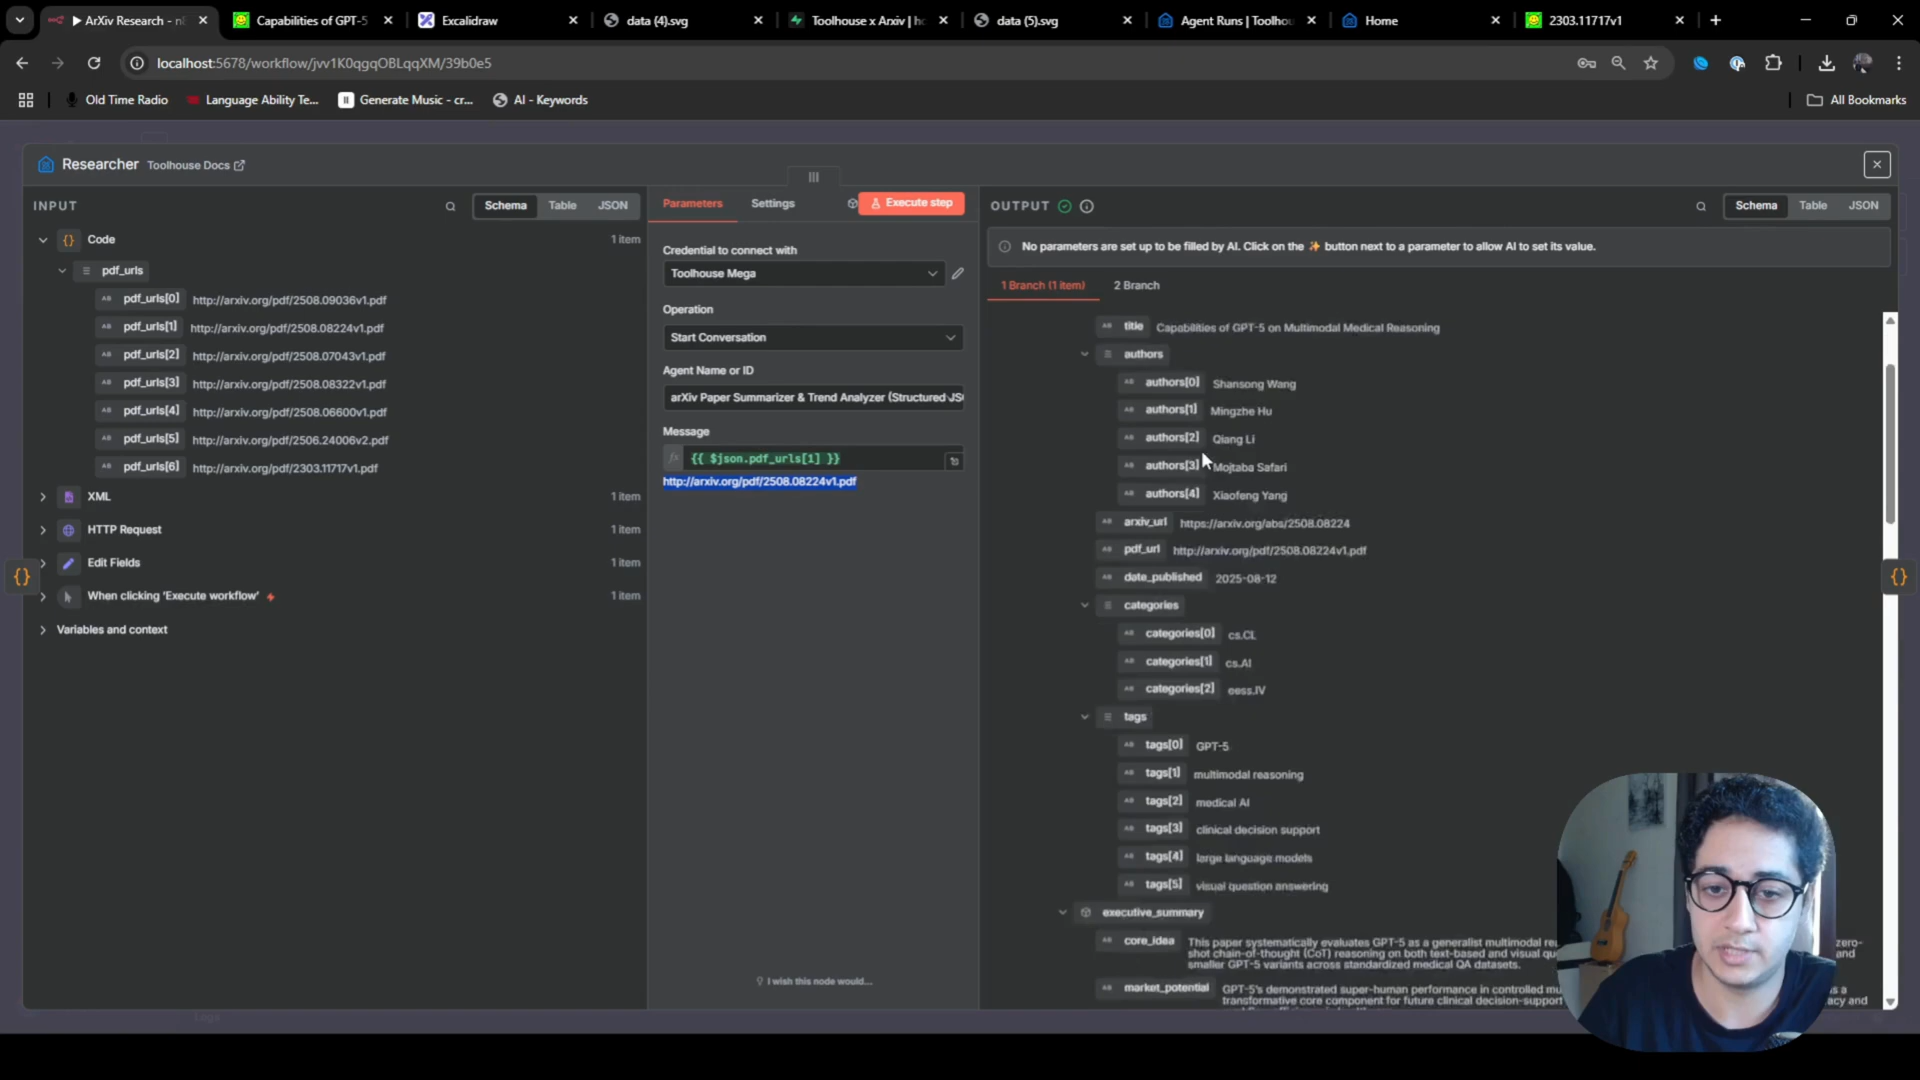 ArXiv Research - n8
Capabilities of GPT-5
Excalidraw
data (4).svg
Toolhouse x Arxiv | ho
data (5).svg
Agent Runs | Toolhou
Home
2303.11717v1
localhost:5678/workflow/jvv1K0qgqOBLqqXM/39b0e5
Old Time Radio
Language Ability Te...
Generate Music - cr...
AI - Keywords
All Bookmarks
Researcher Toolhouse Docs
INPUT
Schema Table JSON
Code 1 item
pdf_urls
pdf_urls[0] http://arxiv.org/pdf/2508.09036v1.pdf
pdf_urls[1] http://arxiv.org/pdf/2508.08224v1.pdf
pdf_urls[2] http://arxiv.org/pdf/2508.07043v1.pdf
pdf_urls[3] http://arxiv.org/pdf/2508.08322v1.pdf
pdf_urls[4] http://arxiv.org/pdf/2508.06600v1.pdf
pdf_urls[5] http://arxiv.org/pdf/2506.24006v2.pdf
pdf_urls[6] http://arxiv.org/pdf/2303.11717v1.pdf
XML 1 item
HTTP Request 1 item
Edit Fields 1 item
When clicking ‘Execute workflow’ 1 item
Variables and context
Parameters Settings Execute step
Credential to connect with
Toolhouse Mega
Operation
Start Conversation
Agent Name or ID
arXiv Paper Summarizer & Trend Analyzer (Structured JSO
Message
fx {{ $json.pdf_urls[1] }}
http://arxiv.org/pdf/2508.08224v1.pdf
I wish this node would...
OUTPUT
Schema Table JSON
No parameters are set up to be filled by AI. Click on the ✨ button next to a parameter to allow AI to set its value.
1 Branch (1 item) 2 Branch
title Capabilities of GPT-5 on Multimodal Medical Reasoning
authors
authors[0] Shansong Wang
authors[1] Mingzhe Hu
authors[2] Qiang Li
authors[3] Mojtaba Safari
authors[4] Xiaofeng Yang
arxiv_url https://arxiv.org/abs/2508.08224
pdf_url http://arxiv.org/pdf/2508.08224v1.pdf
date_published 2025-08-12
categories
categories[0] cs.CL
categories[1] cs.AI
categories[2] eess.IV
tags
tags[0] GPT-5
tags[1] multimodal reasoning
tags[2] medical AI
tags[3] clinical decision support
tags[4] large language models
tags[5] visual question answering
executive_summary
core_idea This paper systematically evaluates GPT-5 as a generalist multimodal rea zero-
shot chain-of-thought (CoT) reasoning on both text-based and visual qu and
smaller GPT-5 variants across standardized medical QA datasets.
market_potential GPT-5's demonstrated super-human performance in controlled mu s a
transformative core component for future clinical decision-support acy and